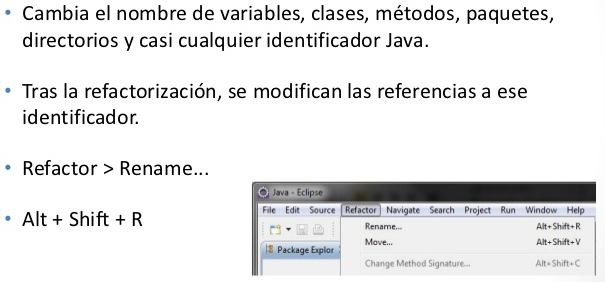 • Cambia el nombre de variables, clases, métodos, paquetes,
directorios y casi cualquier identificador Java.
• Tras la refactorización, se modifican las referencias a ese
identificador.
• Refactor > Rename...
• Alt + Shift + R
Java - Eclipse
File Edit Source Refactor Navigate Search Project Run Window Help
Rename... Alt+Shift+R
Move... Alt+Shift+V
Package Explor
Change Method Signature... Alt+Shift+C